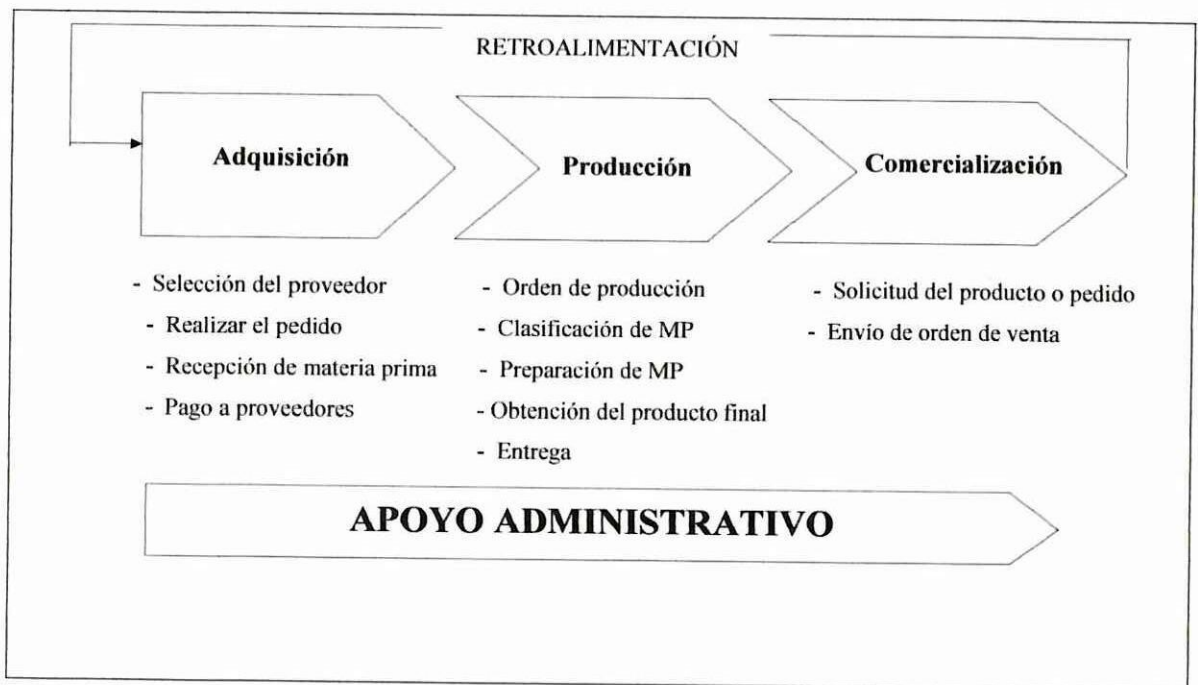 RETROALIMENTACIÓN
Adquisición
Producción
Comercialización
- Selección del proveedor
- Realizar el pedido
- Recepción de materia prima
- Pago a proveedores
- Orden de producción
- Clasificación de MP
- Preparación de MP
- Obtención del producto final
- Entrega
- Solicitud del producto o pedido
- Envío de orden de venta
APOYO ADMINISTRATIVO